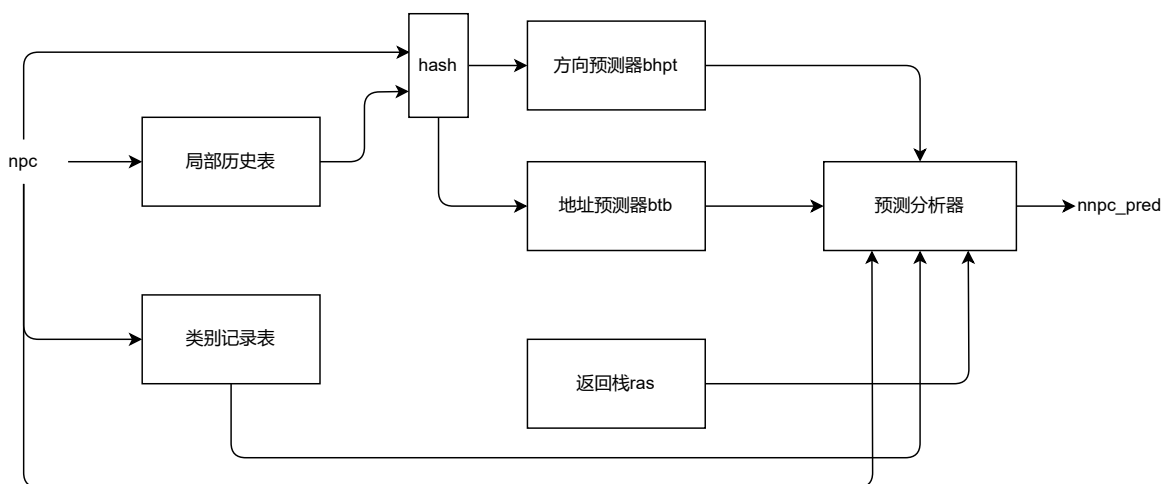 hash
方向预测器bhpt
npc
局部历史表
地址预测器btb
预测分析器
nnpc_pred
类别记录表
返回栈ras